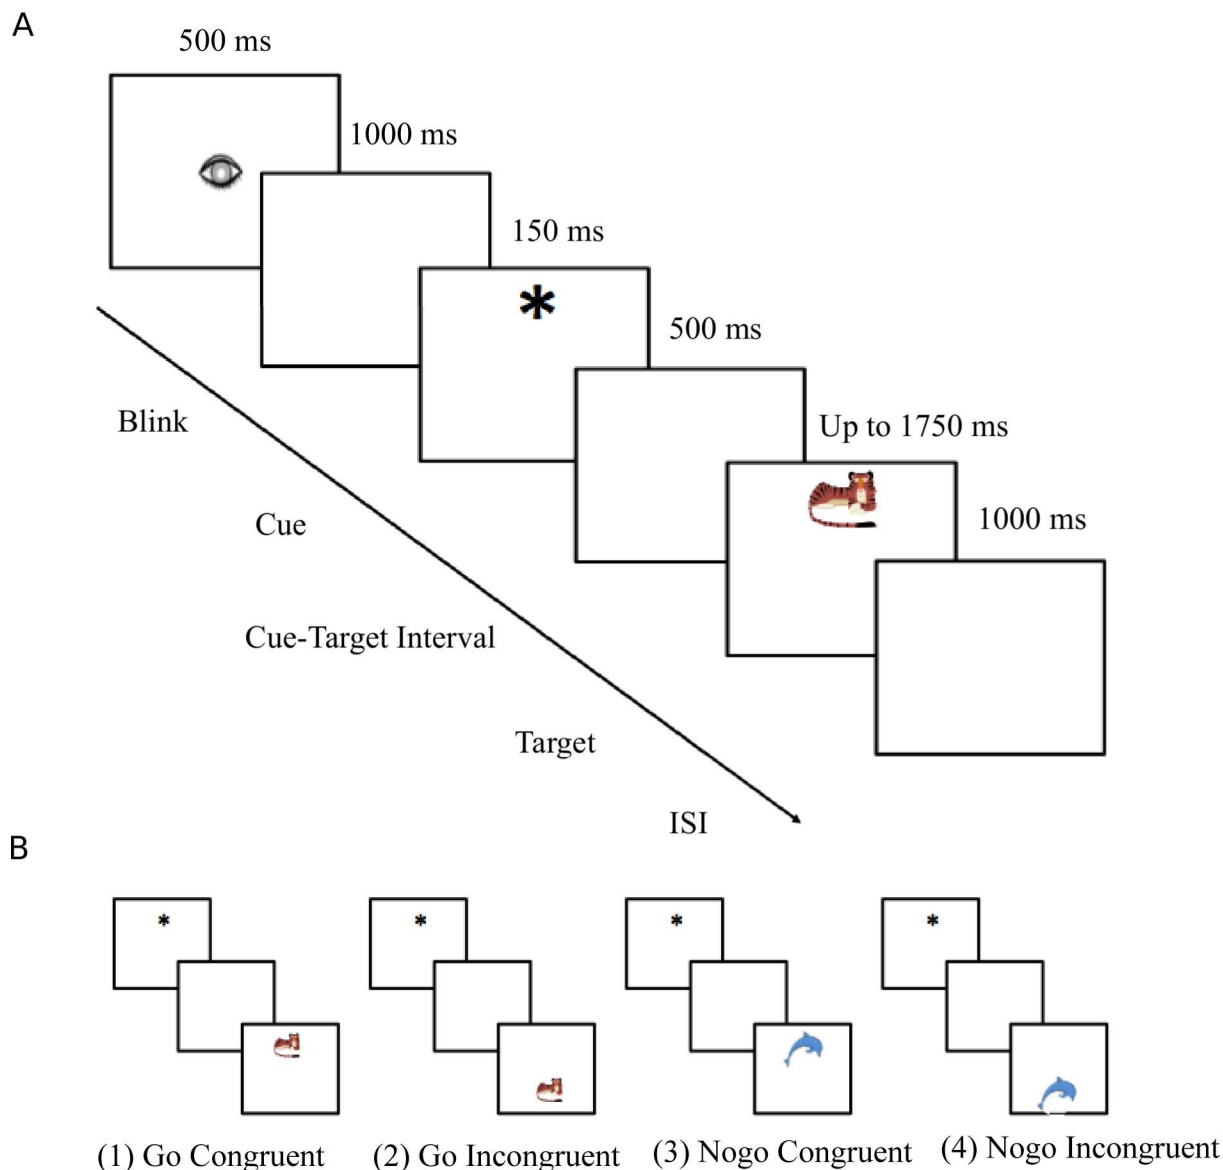 A
500 ms
1000 ms
150 ms
*
500 ms
Up to 1750 ms
1000 ms
Blink
Cue
Cue-Target Interval
Target
ISI
B
* * * *
(1) Go Congruent (2) Go Incongruent (3) Nogo Congruent (4) Nogo Incongruent